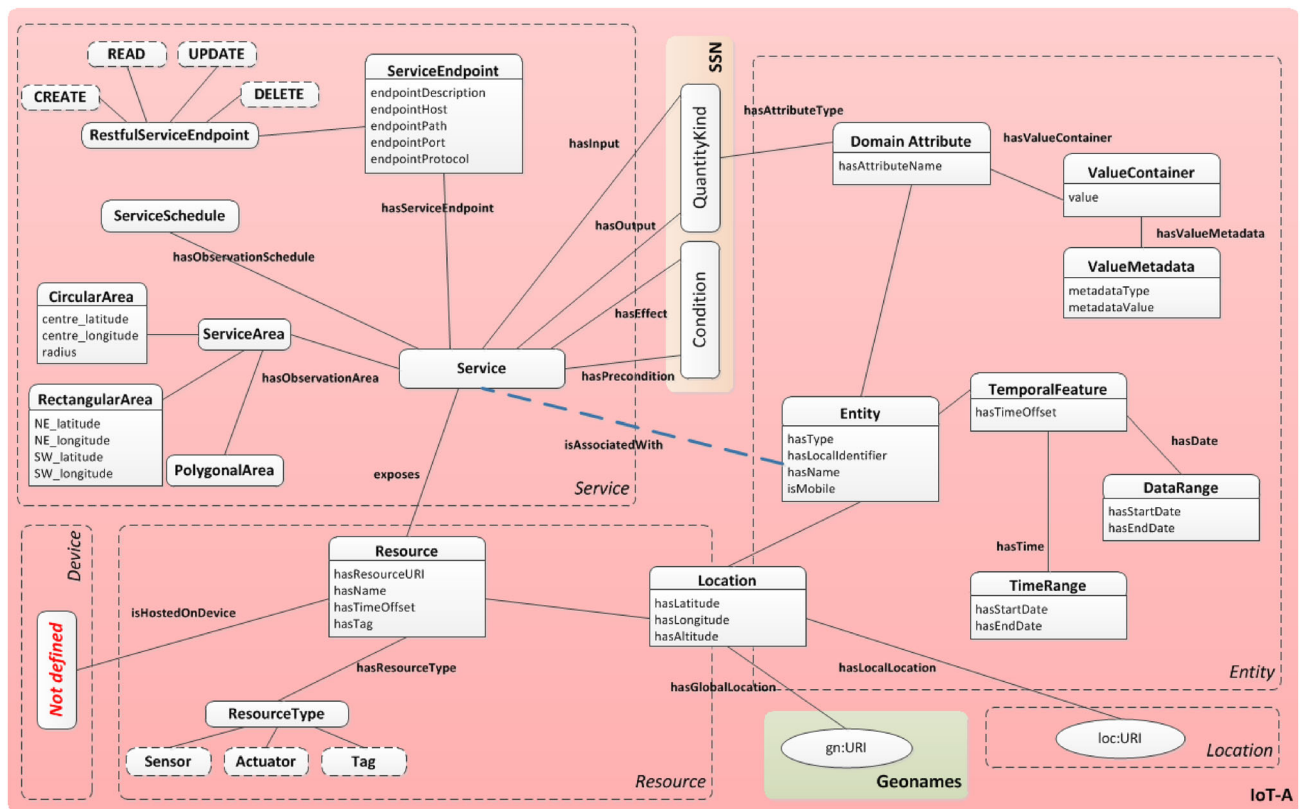 READ
UPDATE
CREATE
DELETE
RestfulServiceEndpoint
ServiceEndpoint
endpointDescription
endpointHost
endpointPath
endpointPort
endpointProtocol
hasServiceEndpoint
ServiceSchedule
hasObservationSchedule
CircularArea
centre_latitude
centre_longitude
radius
ServiceArea
hasObservationArea
RectangularArea
NE_latitude
NE_longitude
SW_latitude
SW_longitude
PolygonalArea
Service
exposes
Service
hasInput
hasOutput
hasEffect
hasPrecondition
isAssociatedWith
SSN
QuantityKind
Condition
hasAttributeType
Domain Attribute
hasAttributeName
hasValueContainer
ValueContainer
value
hasValueMetadata
ValueMetadata
metadataType
metadataValue
Entity
hasType
hasLocalIdentifier
hasName
isMobile
TemporalFeature
hasTimeOffset
hasDate
DataRange
hasStartDate
hasEndDate
hasTime
TimeRange
hasStartDate
hasEndDate
Entity
Device
Not defined
isHostedOnDevice
Resource
hasResourceURI
hasName
hasTimeOffset
hasTag
hasResourceType
ResourceType
Sensor
Actuator
Tag
Resource
Location
hasLatitude
hasLongitude
hasAltitude
hasGlobalLocation
hasLocalLocation
gn:URI
Geonames
loc:URI
Location
IoT-A